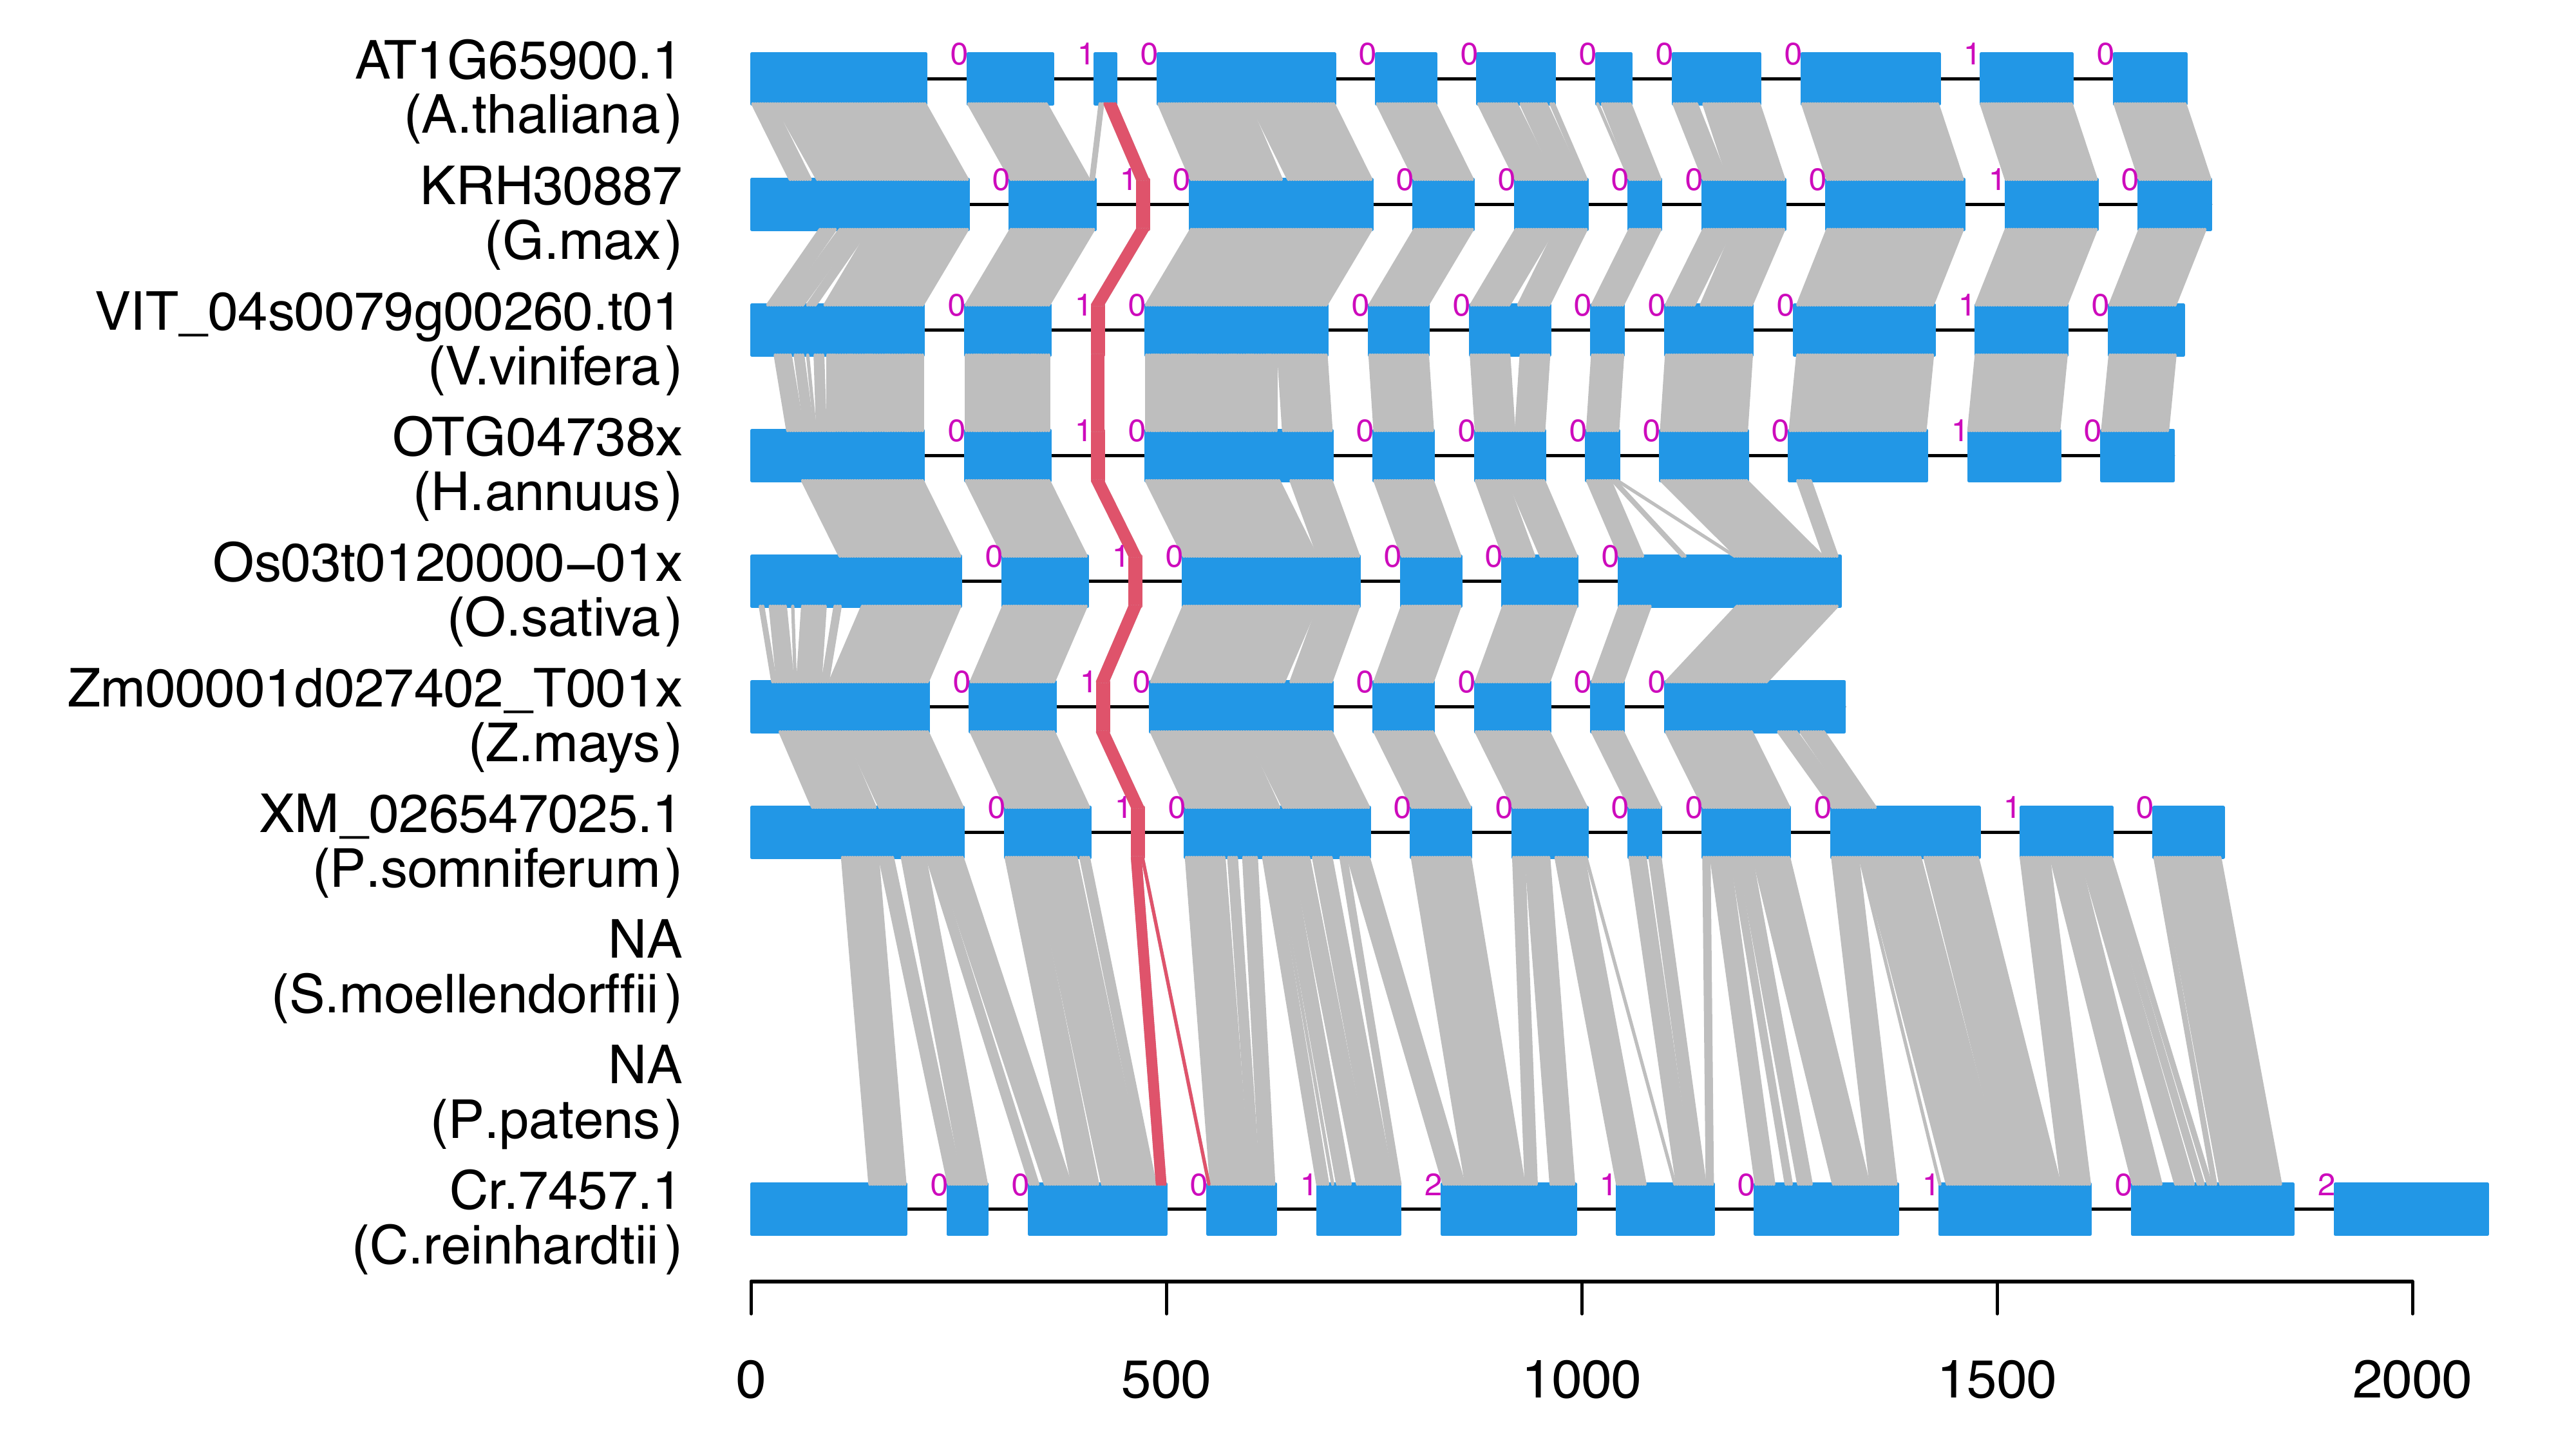 AT1G65900.1
0 1 0 0 0 0 0 0 1 0
(A.thaliana)
KRH30887
0 1 0 0 0 0 0 0 1 0
(G.max)
VIT_04s0079g00260.t01
0 1 0 0 0 0 0 0 1 0
(V.vinifera)
OTG04738x
0 1 0 0 0 0 0 0 1 0
(H.annuus)
Os03t0120000−01x
0 1 0 0 0 0
(O.sativa)
Zm00001d027402_T001x
0 1 0 0 0 0 0
(Z.mays)
XM_026547025.1
0 1 0 0 0 0 0 0 1 0
(P.somniferum)
NA
(S.moellendorffii)
NA
(P.patens)
Cr.7457.1
0 0 0 1 2 1 0 1 0 2
(C.reinhardtii)
0 500 1000 1500 2000